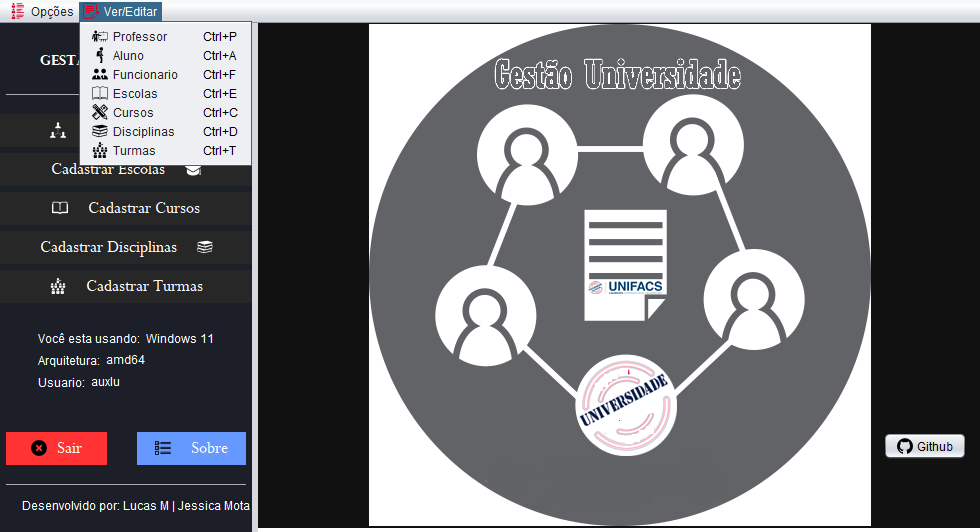 Opções Ver/Editar
Professor Ctrl+P
Aluno Ctrl+A
Funcionario Ctrl+F
Escolas Ctrl+E
Cursos Ctrl+C
Disciplinas Ctrl+D
Turmas Ctrl+T
Cadastrar Escolas
Cadastrar Cursos
Cadastrar Disciplinas
Cadastrar Turmas
Você esta usando: Windows 11
Arquitetura: amd64
Usuario: auxlu
Sair
Sobre
Desenvolvido por: Lucas M | Jessica Mota
Gestão Universidade
UNIFACS
UNIVERSIDADE
Github